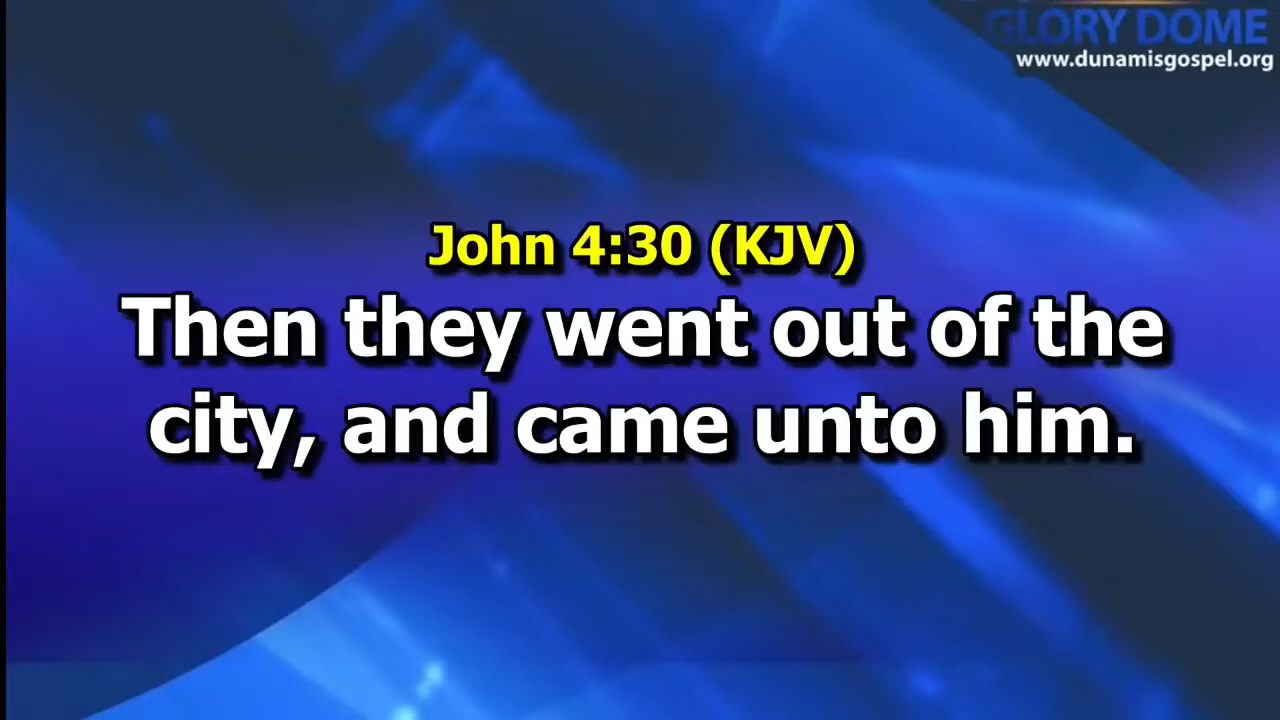 GLORY DOME
www.dunamisgospel.org
John 4:30 (KJV)
Then they went out of the
city, and came unto him.